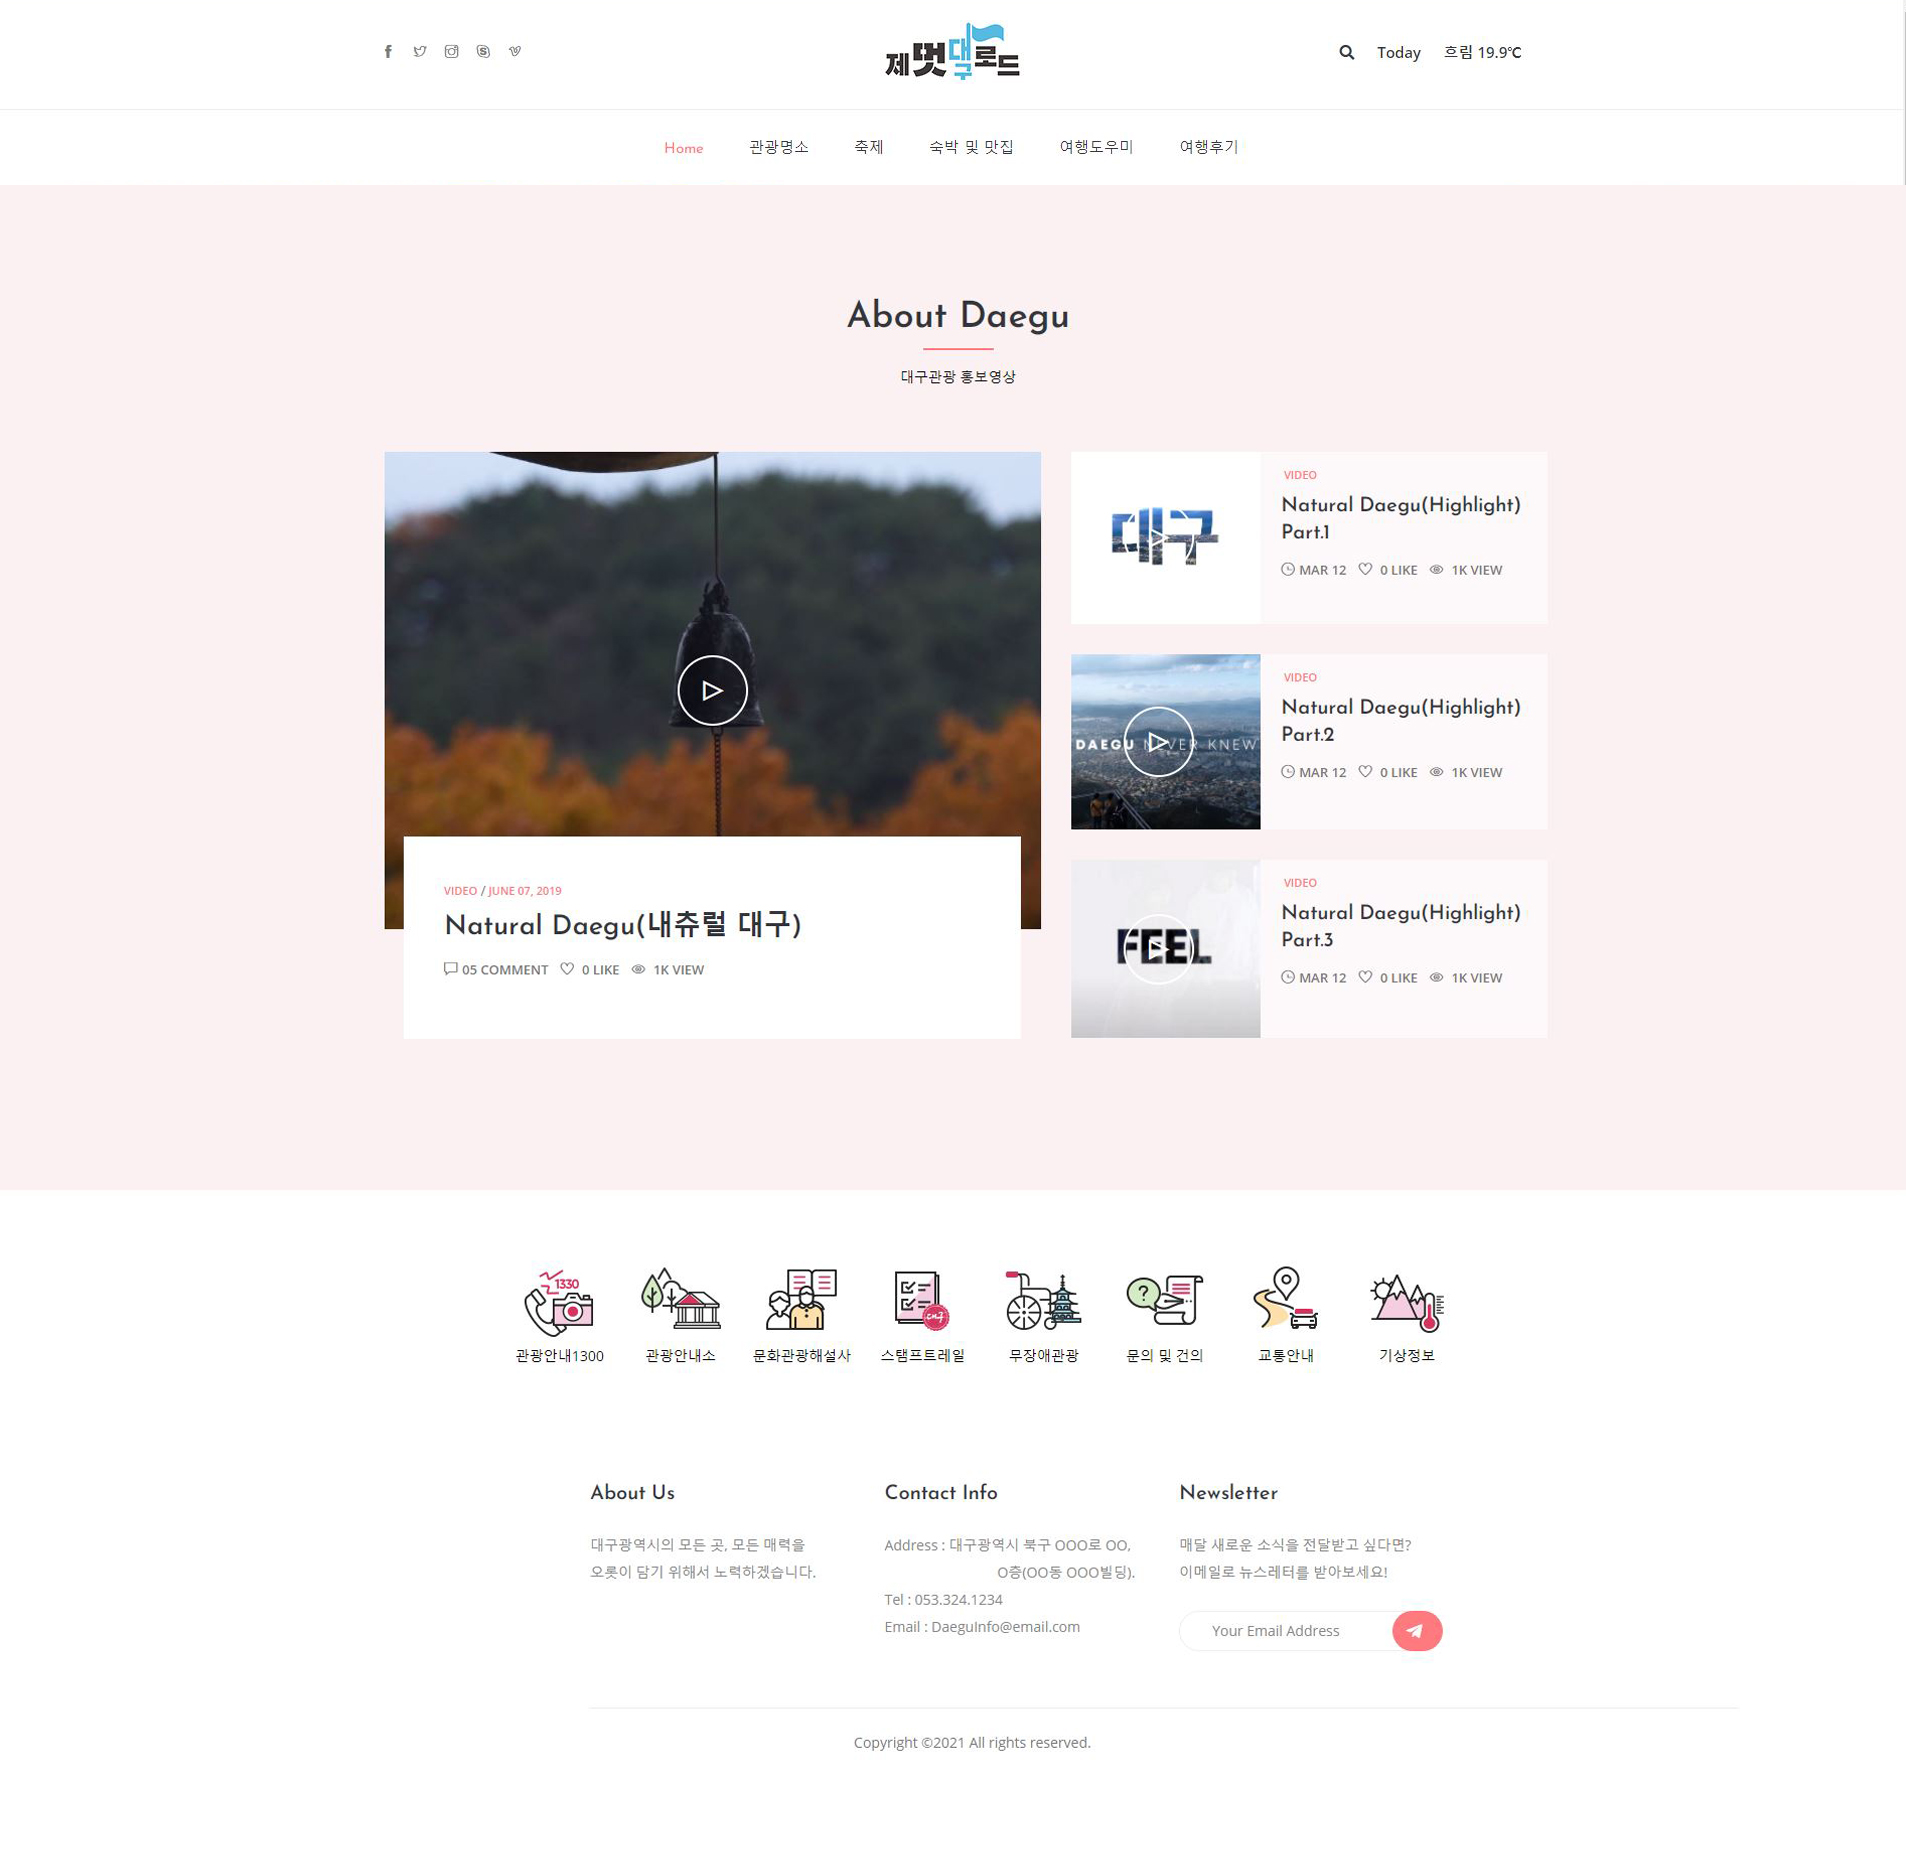 제멋대구로드
Today 흐림 19.9℃
Home 관광명소 축제 숙박 및 맛집 여행도우미 여행후기
About Daegu
대구관광 홍보영상
VIDEO / JUNE 07, 2019
Natural Daegu(내츄럴 대구)
05 COMMENT 0 LIKE 1K VIEW
대구
VIDEO
Natural Daegu(Highlight)
Part.1
MAR 12 0 LIKE 1K VIEW
DAEGU NEVER KNEW
VIDEO
Natural Daegu(Highlight)
Part.2
MAR 12 0 LIKE 1K VIEW
FEEL
VIDEO
Natural Daegu(Highlight)
Part.3
MAR 12 0 LIKE 1K VIEW
1330
관광안내1300 관광안내소 문화관광해설사 스탬프트레일 무장애관광 문의 및 건의 교통안내 기상정보
About Us
대구광역시의 모든 곳, 모든 매력을
오롯이 담기 위해서 노력하겠습니다.
Contact Info
Address : 대구광역시 북구 OOO로 OO,
O층(OO동 OOO빌딩).
Tel : 053.324.1234
Email : DaeguInfo@email.com
Newsletter
매달 새로운 소식을 전달받고 싶다면?
이메일로 뉴스레터를 받아보세요!
Your Email Address
Copyright ©2021 All rights reserved.